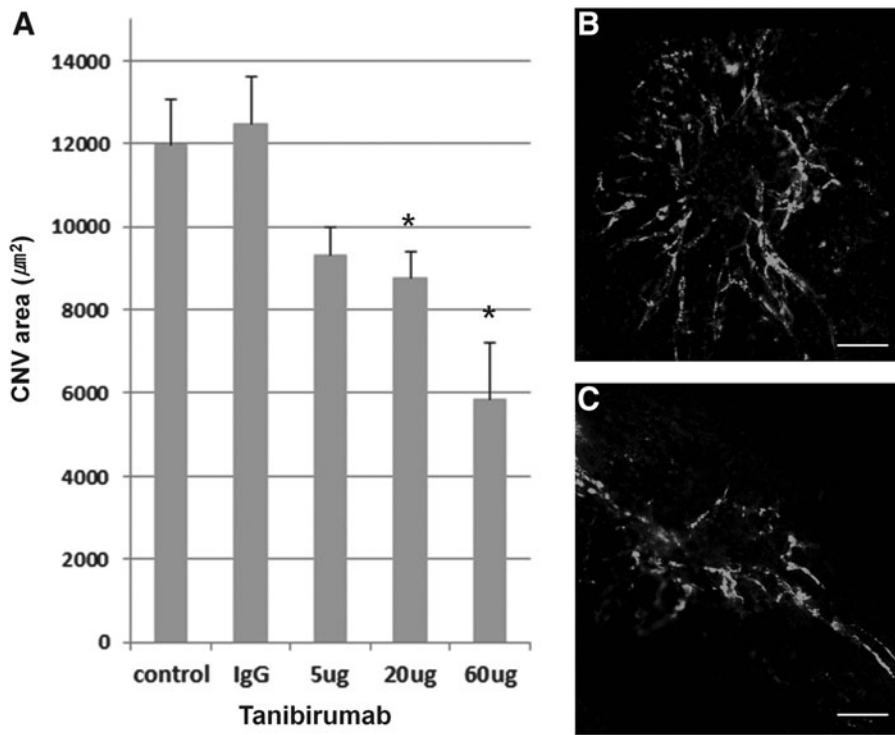 A
CNV area (㎛²)
14000
12000
10000
8000
6000
4000
2000
0
*
*
control IgG 5ug 20ug 60ug
Tanibirumab
B
C